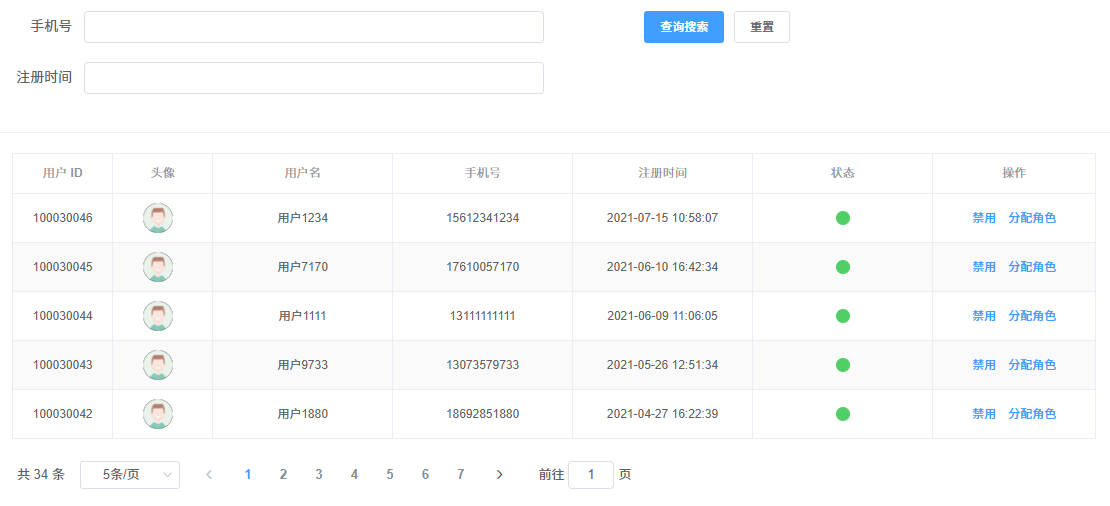 手机号 查询搜索 重置
注册时间
用户 ID 头像 用户名 手机号 注册时间 状态 操作
100030046 用户1234 15612341234 2021-07-15 10:58:07 禁用 分配角色
100030045 用户7170 17610057170 2021-06-10 16:42:34 禁用 分配角色
100030044 用户1111 13111111111 2021-06-09 11:06:05 禁用 分配角色
100030043 用户9733 13073579733 2021-05-26 12:51:34 禁用 分配角色
100030042 用户1880 18692851880 2021-04-27 16:22:39 禁用 分配角色
共 34 条 5条/页 1 2 3 4 5 6 7 前往 1 页